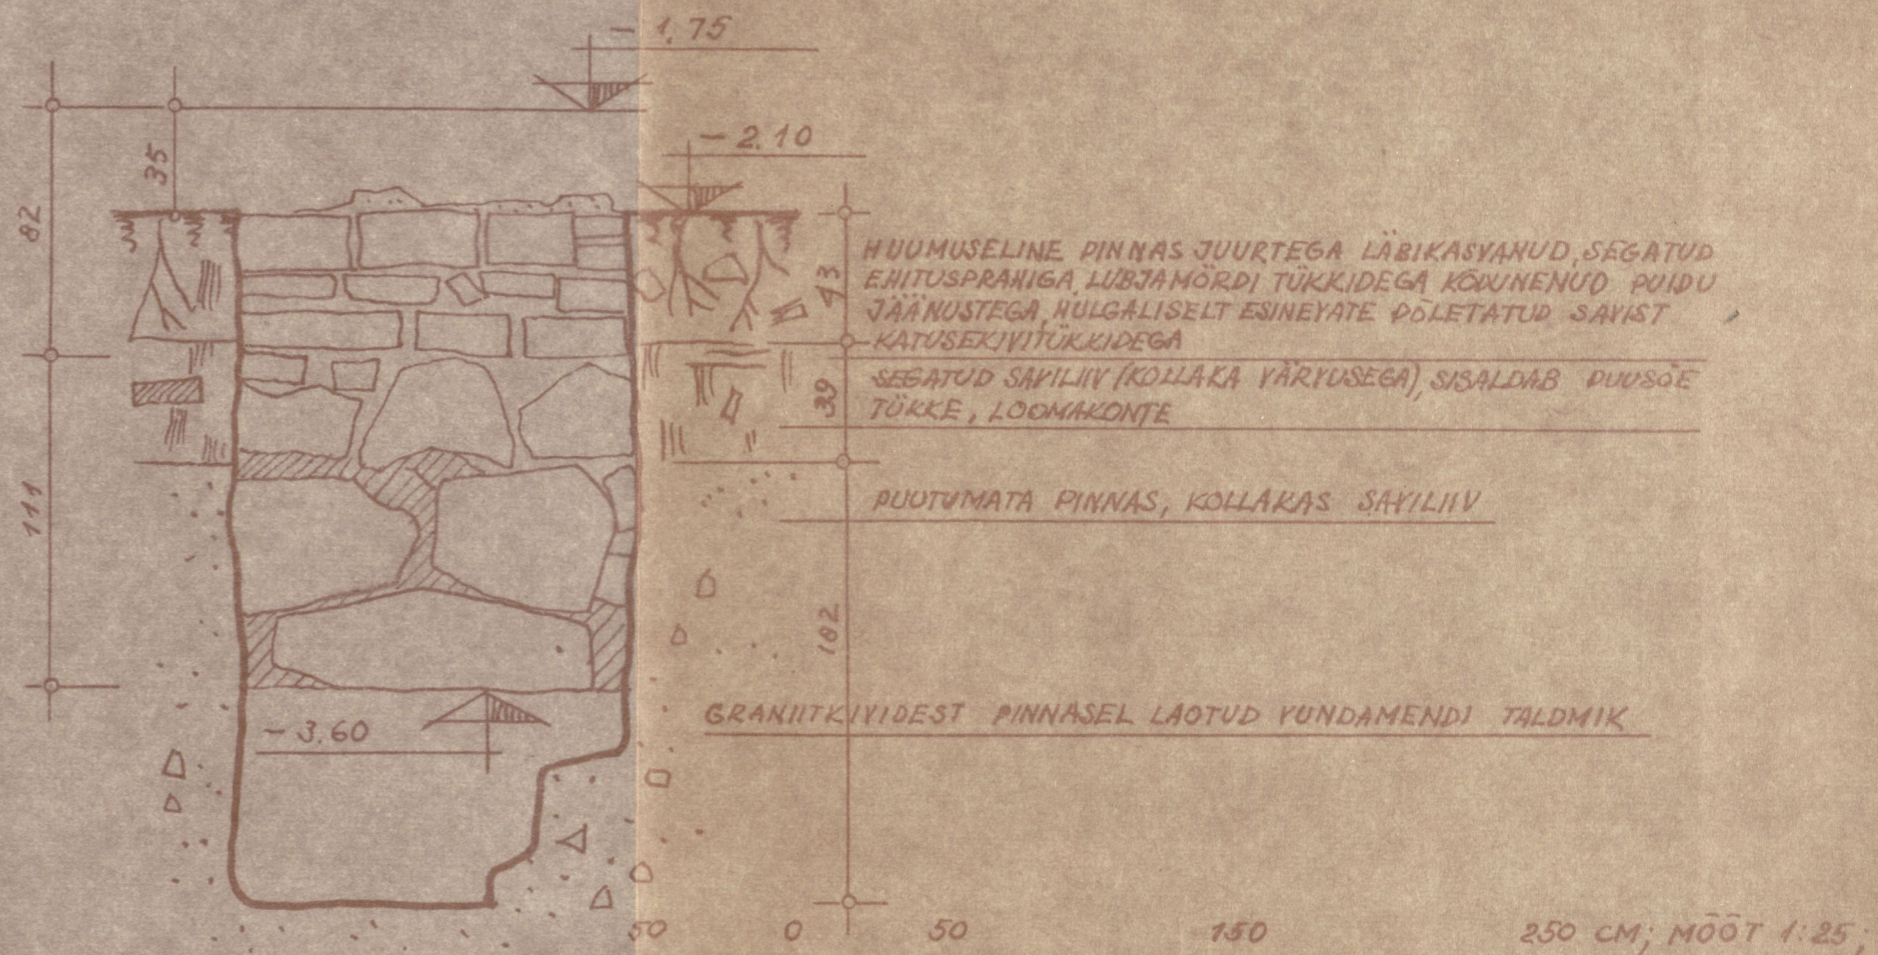 - 1.75
- 2.10
35
82
HUUMUSELINE PINNAS JUURTEGA LÄBIKASVANUD, SEGATUD
EHITUSPRAHIGA, LUBJAMÖRDI TÜKKIDEGA KÕDUNENUD PUIDU
JÄÄNUSTEGA, HULGALISELT ESINEVATE PÕLETATUD SAVIST
KATUSEKIVITÜKKIDEGA
43
SEGATUD SAVILIIV (KOLLAKA VÄRVUSEGA), SISALDAB PUUSÖE
TÜKKE, LOOMAKONTE
39
111
PUUTUMATA PINNAS, KOLLAKAS SAVILIIV
182
GRANIITKIVIDEST PINNASEL LAOTUD VUNDAMENDI TALDMIK
- 3.60
50 0 50 150 250 CM; MÕÕT 1:25;